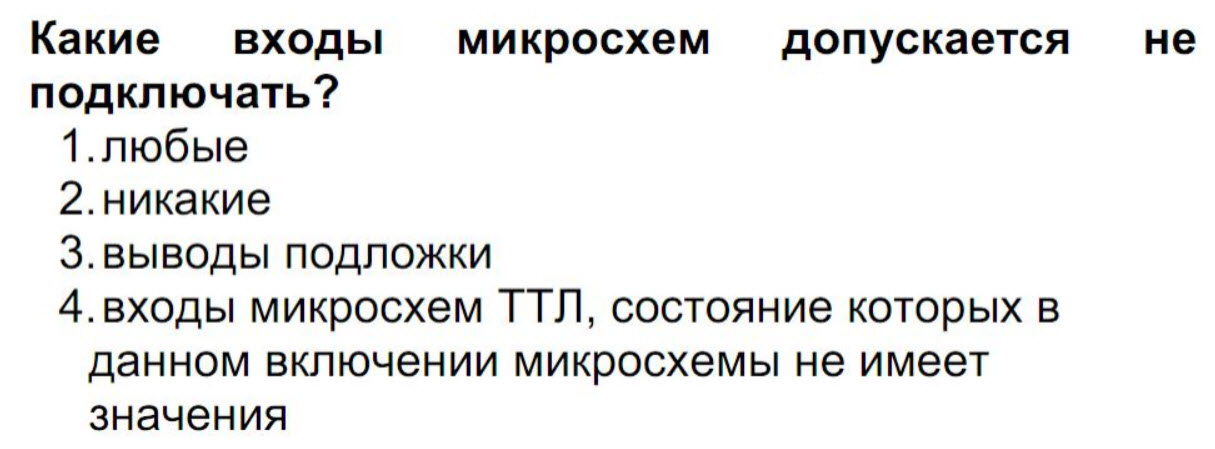 Какие входы микросхем допускается не
подключать?
1.любые
2.никакие
3.выводы подложки
4.входы микросхем ТТЛ, состояние которых в
данном включении микросхемы не имеет
значения